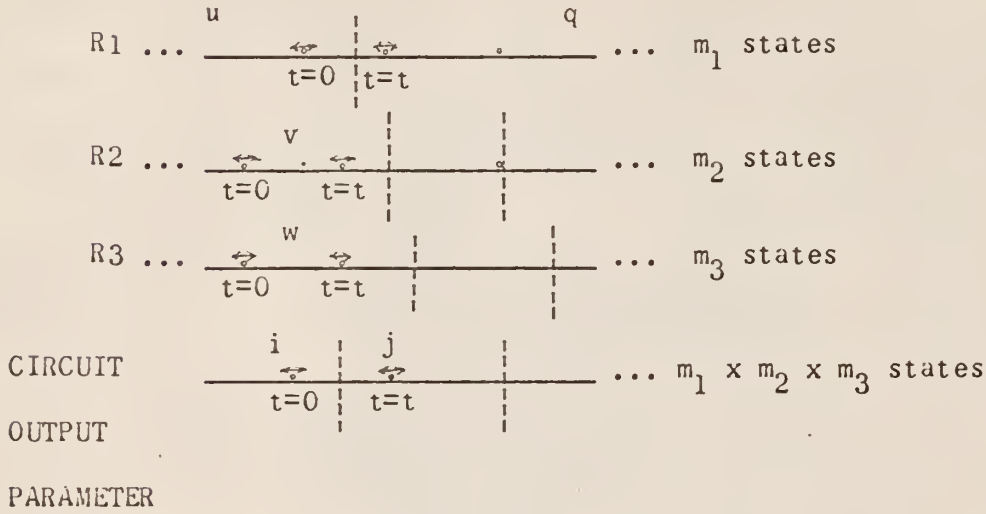 u q
R1 ... t=0 t=t ... m1 states
v
R2 ... t=0 t=t ... m2 states
w
R3 ... t=0 t=t ... m3 states
i j
CIRCUIT t=0 t=t ... m1 x m2 x m3 states
OUTPUT
PARAMETER